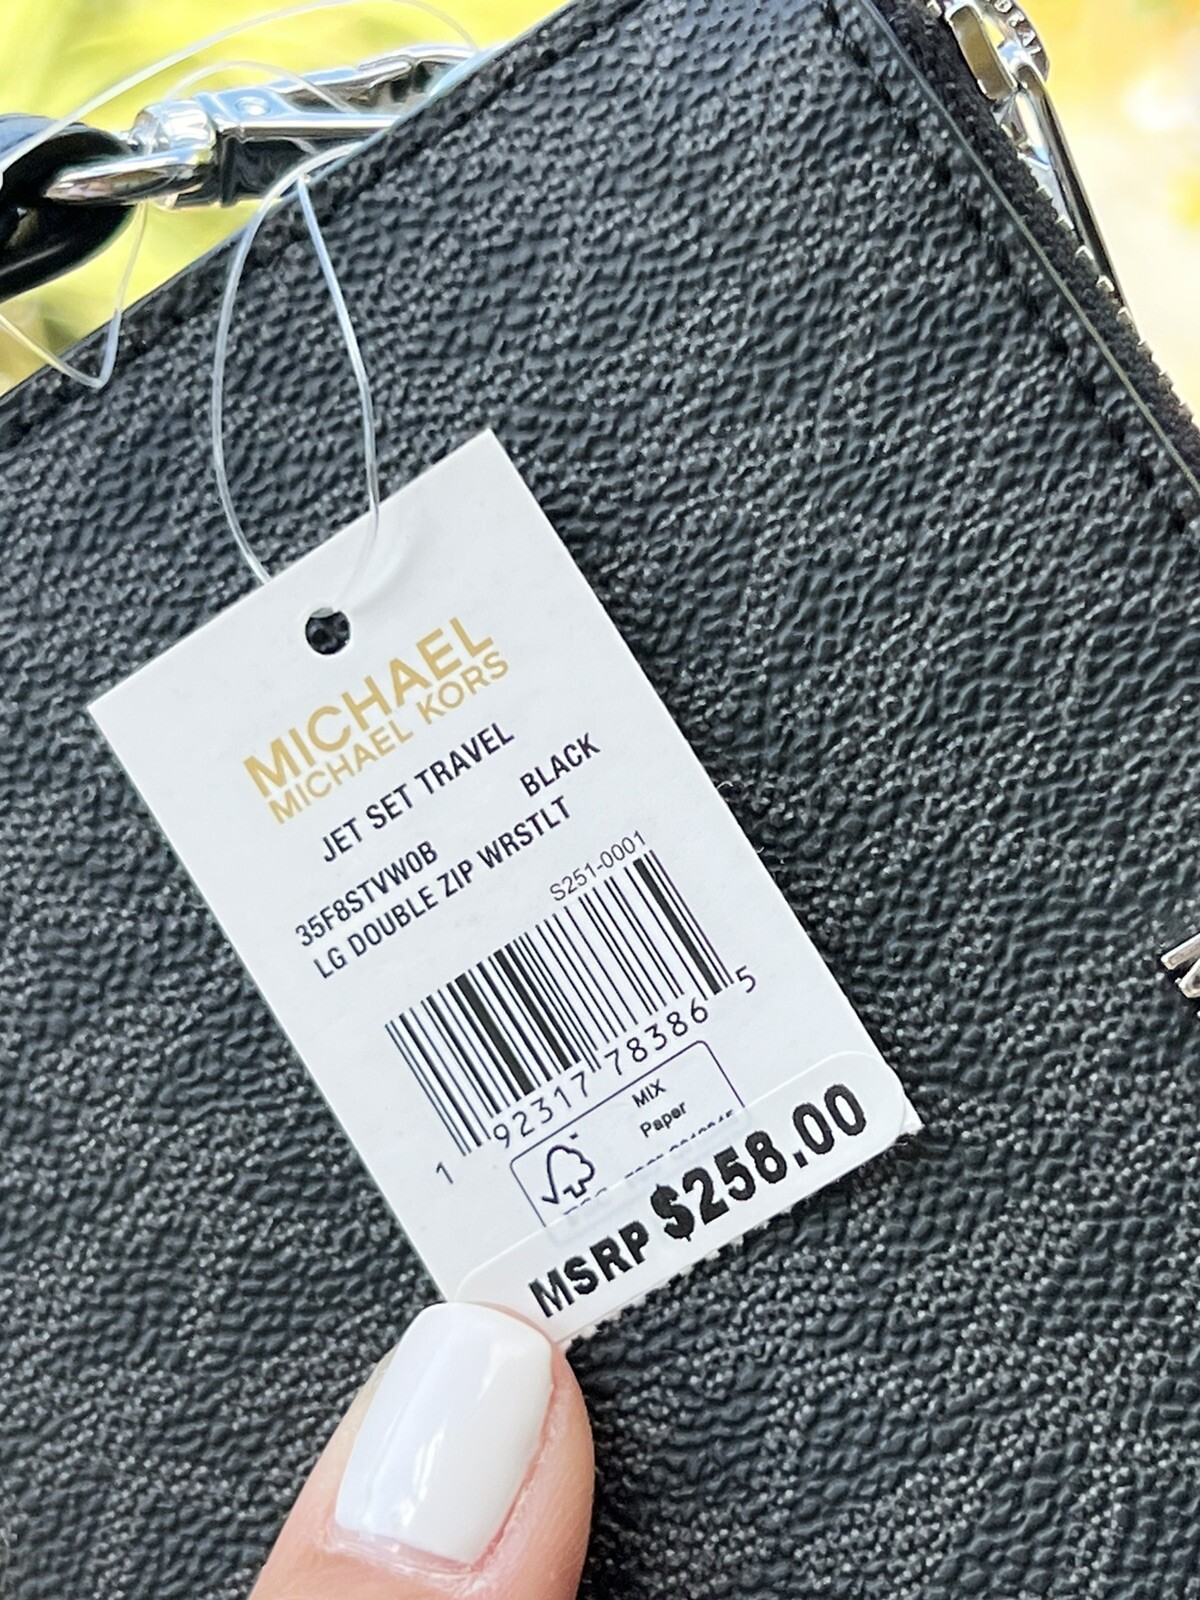 MICHAEL
MICHAEL KORS
JET SET TRAVEL
35F8STVW0B BLACK
LG DOUBLE ZIP WRSTLT
S251-0001
1 92317 78386 5
MIX
Paper
MSRP $258.00